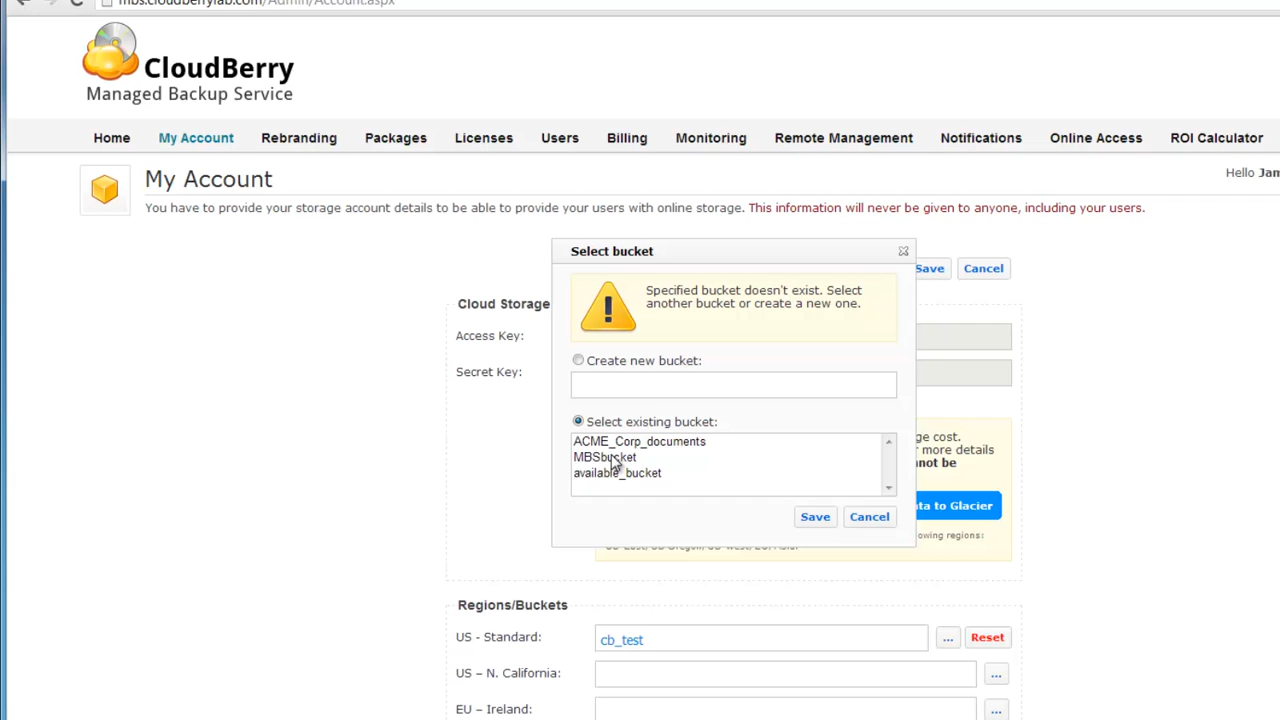 mbs.cloudberrylab.com/Admin/Account.aspx
CloudBerry
Managed Backup Service
Home My Account Rebranding Packages Licenses Users Billing Monitoring Remote Management Notifications Online Access ROI Calculator
My Account
Hello Jam
You have to provide your storage account details to be able to provide your users with online storage. This information will never be given to anyone, including your users.
Select bucket
Save Cancel
Specified bucket doesn't exist. Select
another bucket or create a new one.
Cloud Storage
Access Key:
Create new bucket:
Secret Key:
Select existing bucket:
ge cost.
ACME_Corp_documents
r more details
MBSbucket
nnot be
available_bucket
ta to Glacier
Save Cancel
owing regions:
Regions/Buckets
US - Standard: cb_test ... Reset
US – N. California: ...
EU – Ireland: ...